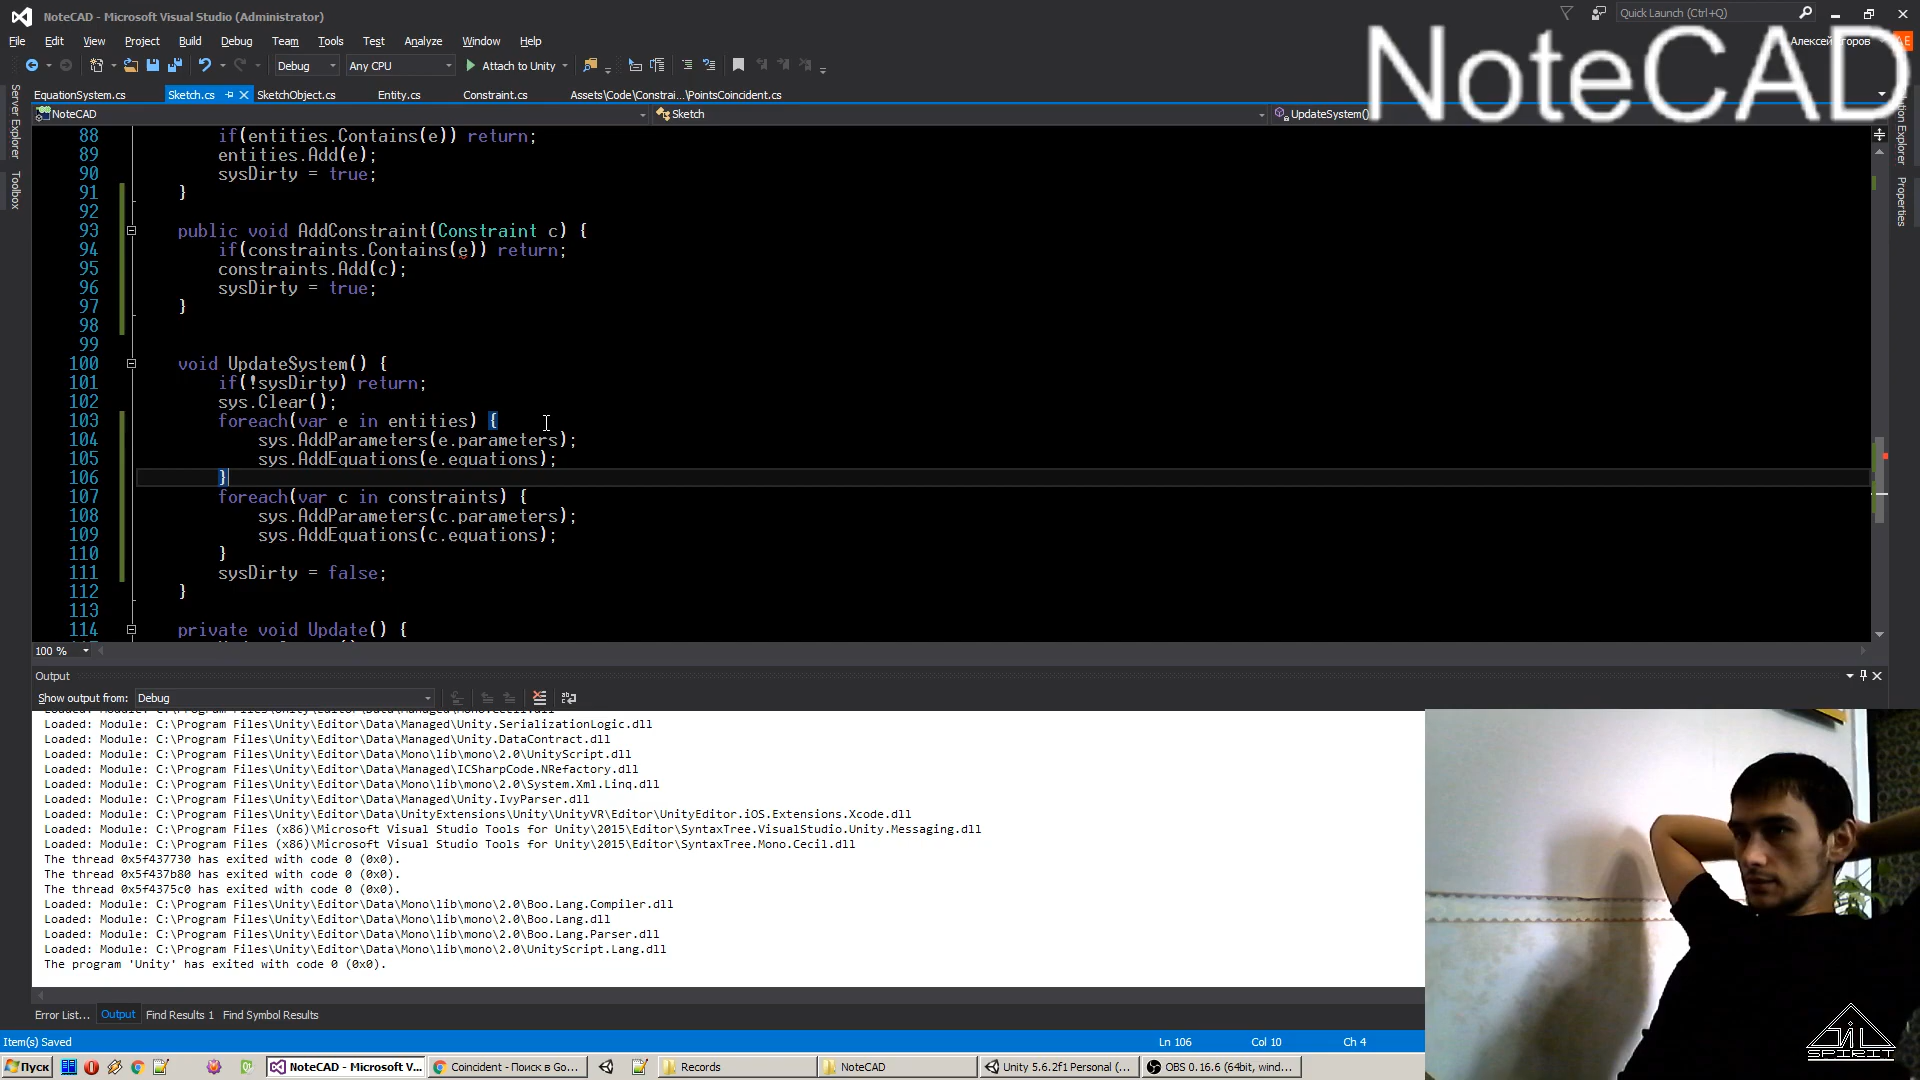 NoteCAD - Microsoft Visual Studio (Administrator)
Quick Launch (Ctrl+Q)
File Edit View Project Build Debug Team Tools Test Analyze Window Help
Debug Any CPU Attach to Unity
NoteCAD
EquationSystem.cs Sketch.cs SketchObject.cs Entity.cs Constraint.cs Assets\Code\Constrai...\PointsCoincident.cs
NoteCAD Sketch UpdateSystem()
Server Explorer
Toolbox
Properties
88 if(entities.Contains(e)) return;
89 entities.Add(e);
90 sysDirty = true;
91 }
92
93 public void AddConstraint(Constraint c) {
94 if(constraints.Contains(e)) return;
95 constraints.Add(c);
96 sysDirty = true;
97 }
98
99
100 void UpdateSystem() {
101 if(!sysDirty) return;
102 sys.Clear();
103 foreach(var e in entities) {
104 sys.AddParameters(e.parameters);
105 sys.AddEquations(e.equations);
106 }
107 foreach(var c in constraints) {
108 sys.AddParameters(c.parameters);
109 sys.AddEquations(c.equations);
110 }
111 sysDirty = false;
112 }
113
114 private void Update() {
100 %
Output
Show output from: Debug
Loaded: Module: C:\Program Files\Unity\Editor\Data\Managed\Mono.Cecil.dll
Loaded: Module: C:\Program Files\Unity\Editor\Data\Managed\Unity.SerializationLogic.dll
Loaded: Module: C:\Program Files\Unity\Editor\Data\Managed\Unity.DataContract.dll
Loaded: Module: C:\Program Files\Unity\Editor\Data\Mono\lib\mono\2.0\UnityScript.dll
Loaded: Module: C:\Program Files\Unity\Editor\Data\Managed\ICSharpCode.NRefactory.dll
Loaded: Module: C:\Program Files\Unity\Editor\Data\Mono\lib\mono\2.0\System.Xml.Linq.dll
Loaded: Module: C:\Program Files\Unity\Editor\Data\Managed\Unity.IvyParser.dll
Loaded: Module: C:\Program Files\Unity\Editor\Data\UnityExtensions\Unity\UnityVR\Editor\UnityEditor.iOS.Extensions.Xcode.dll
Loaded: Module: C:\Program Files (x86)\Microsoft Visual Studio Tools for Unity\2015\Editor\SyntaxTree.VisualStudio.Unity.Messaging.dll
Loaded: Module: C:\Program Files (x86)\Microsoft Visual Studio Tools for Unity\2015\Editor\SyntaxTree.Mono.Cecil.dll
The thread 0x5f437730 has exited with code 0 (0x0).
The thread 0x5f437b80 has exited with code 0 (0x0).
The thread 0x5f4375c0 has exited with code 0 (0x0).
Loaded: Module: C:\Program Files\Unity\Editor\Data\Mono\lib\mono\2.0\Boo.Lang.Compiler.dll
Loaded: Module: C:\Program Files\Unity\Editor\Data\Mono\lib\mono\2.0\Boo.Lang.dll
Loaded: Module: C:\Program Files\Unity\Editor\Data\Mono\lib\mono\2.0\Boo.Lang.Parser.dll
Loaded: Module: C:\Program Files\Unity\Editor\Data\Mono\lib\mono\2.0\UnityScript.Lang.dll
The program 'Unity' has exited with code 0 (0x0).
Error List... Output Find Results 1 Find Symbol Results
Item(s) Saved Ln 106 Col 10 Ch 4
SPIRIT
Пуск NoteCAD - Microsoft V... Coincident - Поиск в Go... Records NoteCAD Unity 5.6.2f1 Personal (... OBS 0.16.6 (64bit, wind...